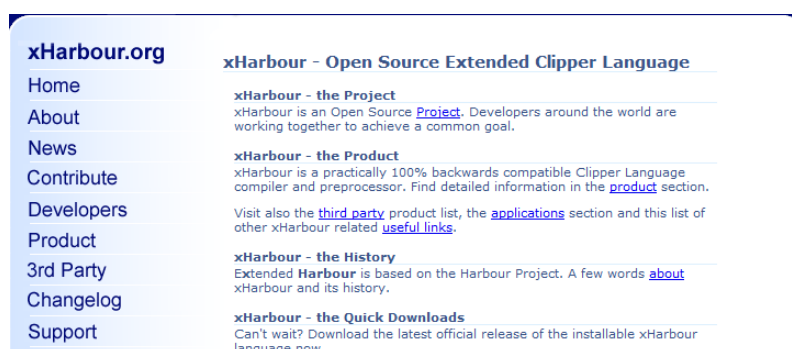 xHarbour.org
Home
About
News
Contribute
Developers
Product
3rd Party
Changelog
Support
xHarbour - Open Source Extended Clipper Language
xHarbour - the Project
xHarbour is an Open Source Project. Developers around the world are
working together to achieve a common goal.
xHarbour - the Product
xHarbour is a practically 100% backwards compatible Clipper Language
compiler and preprocessor. Find detailed information in the product section.
Visit also the third party product list, the applications section and this list of
other xHarbour related useful links.
xHarbour - the History
Extended Harbour is based on the Harbour Project. A few words about
xHarbour and its history.
xHarbour - the Quick Downloads
Can't wait? Download the latest official release of the installable xHarbour
language now